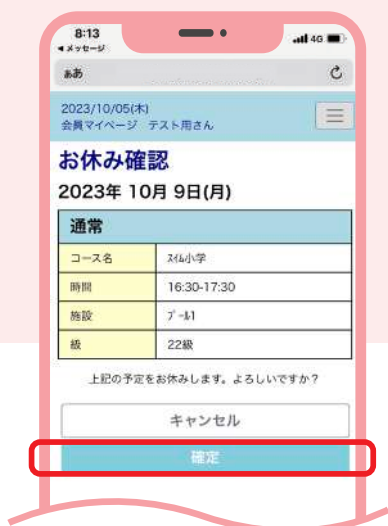 8:13
4G
◀メッセージ
ぁあ
2023/10/05(木)
会員マイページ テスト用さん
お休み確認
2023年 10月 9日(月)
通常
コース名 ｽｲﾑ小学
時間 16:30-17:30
施設 ﾌﾟｰﾙ1
級 22級
上記の予定をお休みします。よろしいですか？
キャンセル
確定